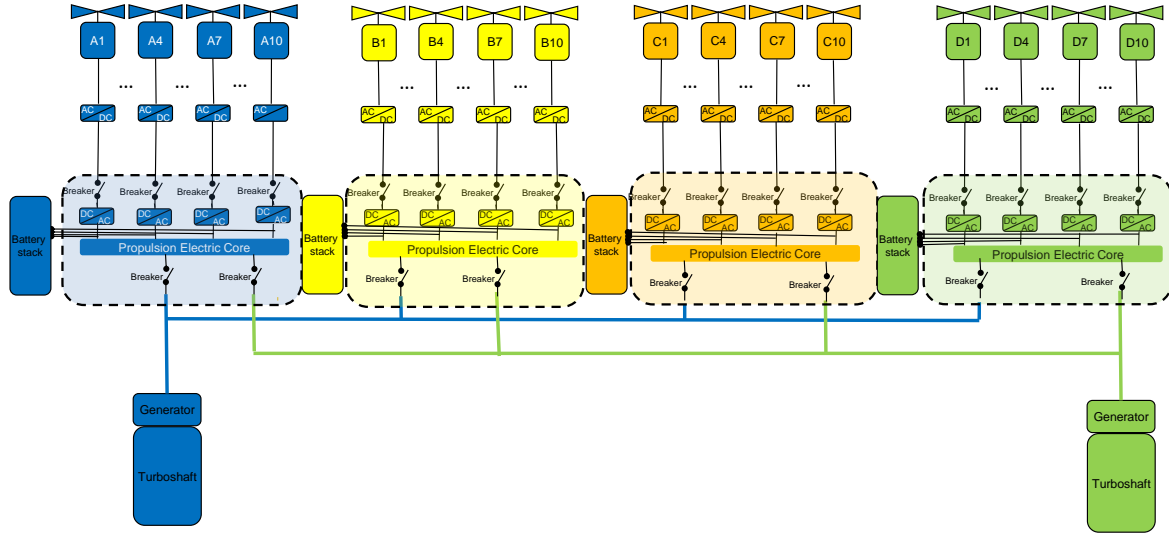 A1 A4 A7 A10 B1 B4 B7 B10 C1 C4 C7 C10 D1 D4 D7 D10
... ... ... ... ... ... ... ...
AC DC AC DC AC DC AC DC AC DC AC DC AC DC AC DC AC DC AC DC AC DC AC DC AC DC AC DC AC DC AC DC
Breaker Breaker Breaker Breaker Breaker Breaker Breaker Breaker Breaker Breaker Breaker Breaker Breaker Breaker Breaker Breaker
DC AC DC AC DC AC DC AC DC AC DC AC DC AC DC AC DC AC DC AC DC AC DC AC DC AC DC AC DC AC DC AC
Battery stack
Propulsion Electric Core
Battery stack
Propulsion Electric Core
Battery stack
Propulsion Electric Core
Battery stack
Propulsion Electric Core
Breaker Breaker Breaker Breaker Breaker Breaker Breaker Breaker
Generator Generator
Turboshaft Turboshaft